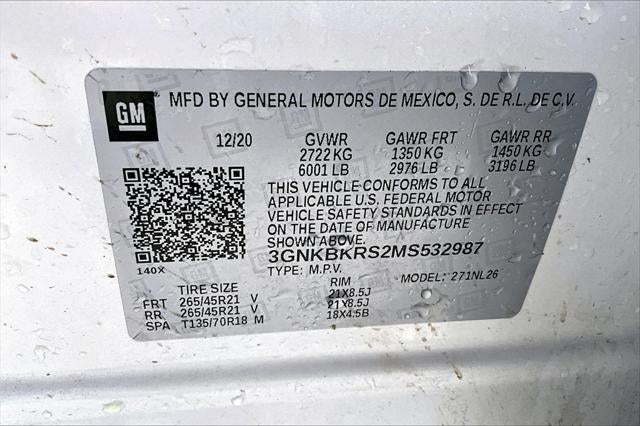 GM
MFD BY GENERAL MOTORS DE MEXICO, S. DE R.L. DE C.V.
12/20 GVWR GAWR FRT GAWR RR
2722 KG 1350 KG 1450 KG
6001 LB 2976 LB 3196 LB
THIS VEHICLE CONFORMS TO ALL
APPLICABLE U.S. FEDERAL MOTOR
VEHICLE SAFETY STANDARDS IN EFFECT
ON THE DATE OF MANUFACTURE
SHOWN ABOVE.
3GNKBKRS2MS532987
140X TYPE: M.P.V. MODEL: 271NL26
TIRE SIZE RIM
FRT 265/45R21 V 21X8.5J
RR 265/45R21 V 21X8.5J
SPA T135/70R18 M 18X4.5B